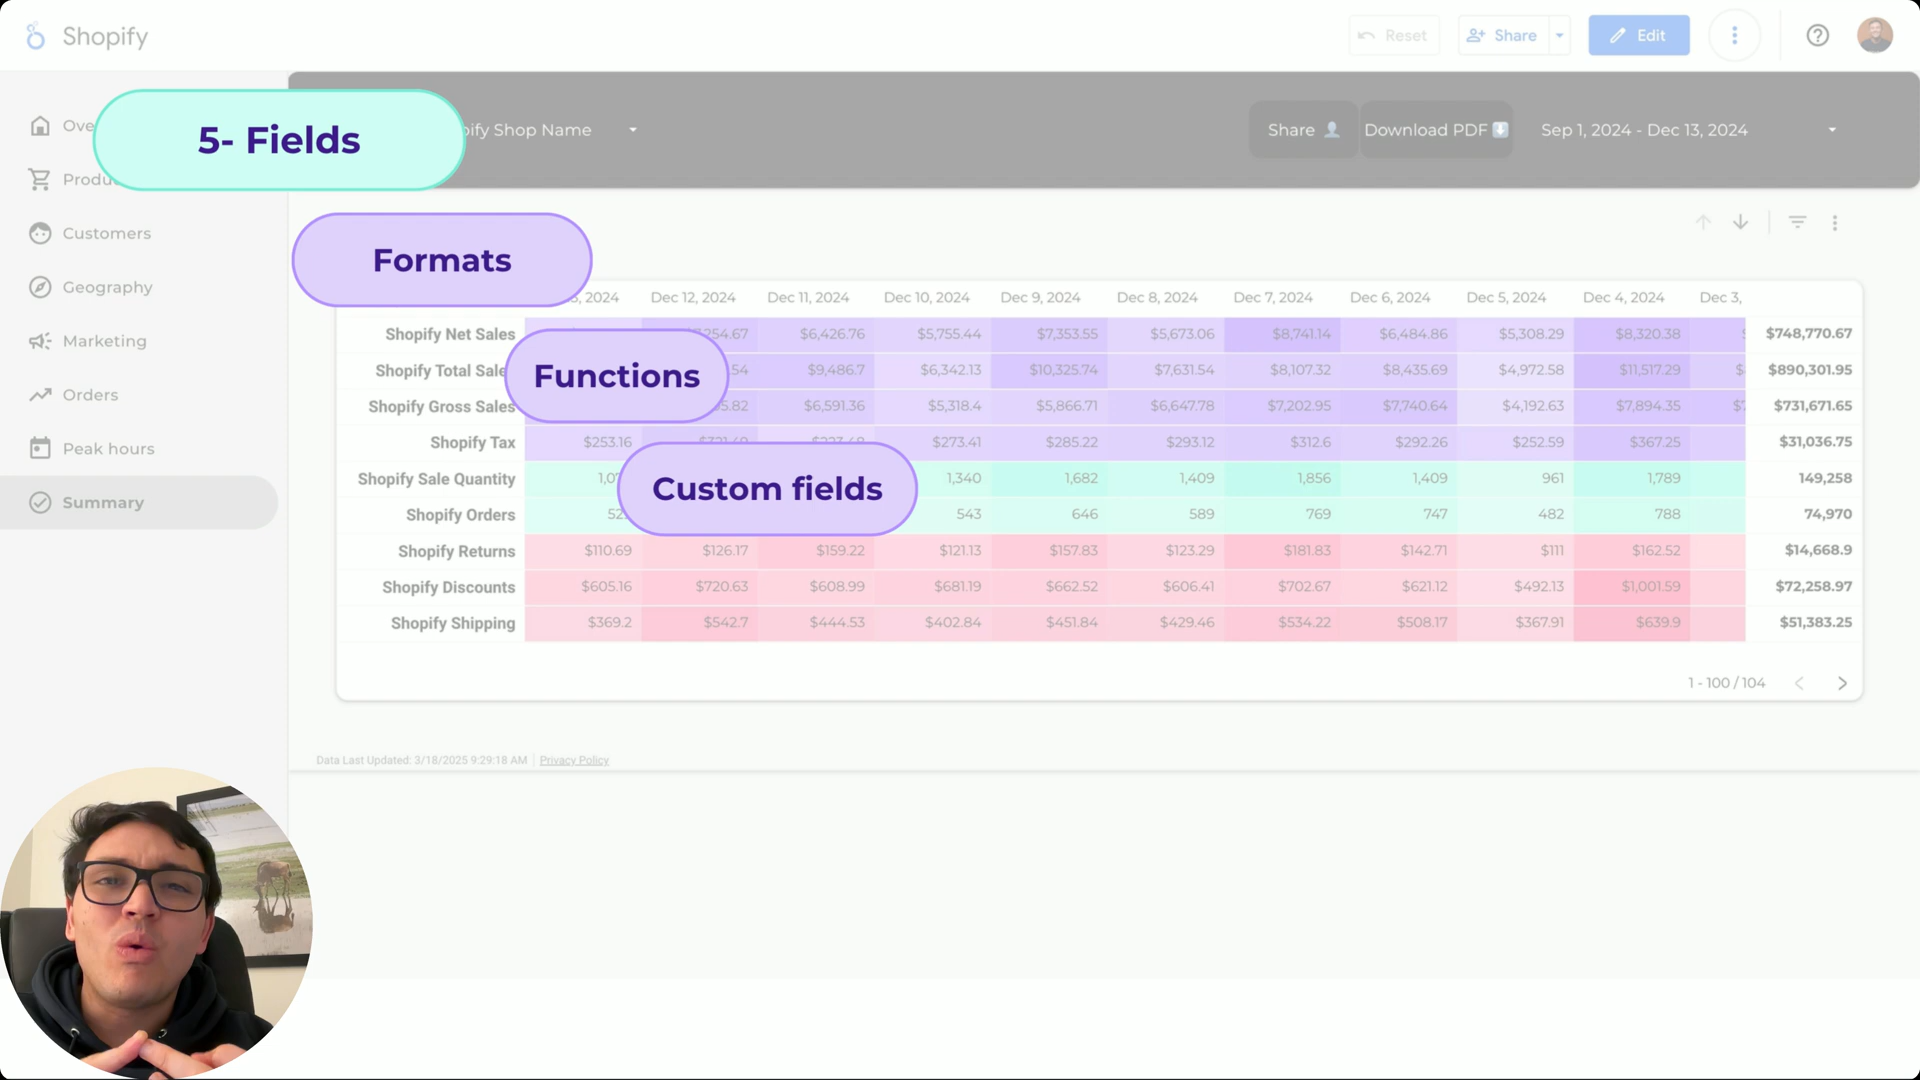 Shopify
Reset
Share
Edit
5- Fields
Shop Name
Share
Download PDF
Sep 1, 2024 - Dec 13, 2024
Customers
Geography
Marketing
Orders
Peak hours
Summary
Formats
Functions
Custom fields
2024 Dec 12, 2024 Dec 11, 2024 Dec 10, 2024 Dec 9, 2024 Dec 8, 2024 Dec 7, 2024 Dec 6, 2024 Dec 5, 2024 Dec 4, 2024 Dec 3,
Shopify Net Sales 254.67 $6,426.76 $5,755.44 $7,353.55 $5,673.06 $8,741.14 $6,484.86 $5,308.29 $8,320.38 $748,770.67
Shopify Total $9,486.7 $6,342.13 $10,325.74 $7,631.54 $8,107.32 $8,435.69 $4,972.58 $11,517.29 $890,301.95
Shopify Gross Sales 5.82 $6,591.36 $5,318.4 $5,866.71 $6,647.78 $7,202.95 $7,740.64 $4,192.63 $7,894.35 $731,671.65
Shopify Tax $253.16 $273.41 $285.22 $293.12 $312.6 $292.26 $252.59 $367.25 $31,036.75
Shopify Sale Quantity 1,340 1,682 1,409 1,856 1,409 961 1,789 149,258
Shopify Orders 543 646 589 769 747 482 788 74,970
Shopify Returns $110.69 $126.17 $159.22 $121.13 $157.83 $123.29 $181.83 $142.71 $111 $162.52 $14,668.9
Shopify Discounts $605.16 $720.63 $608.99 $681.19 $662.52 $606.41 $702.67 $621.12 $492.13 $1,001.59 $72,258.97
Shopify Shipping $369.2 $542.7 $444.53 $402.84 $451.84 $429.46 $534.22 $508.17 $367.91 $639.9 $51,383.25
1 - 100 / 104
Data Last Updated: 3/18/2025 9:29:18 AM
Privacy Policy